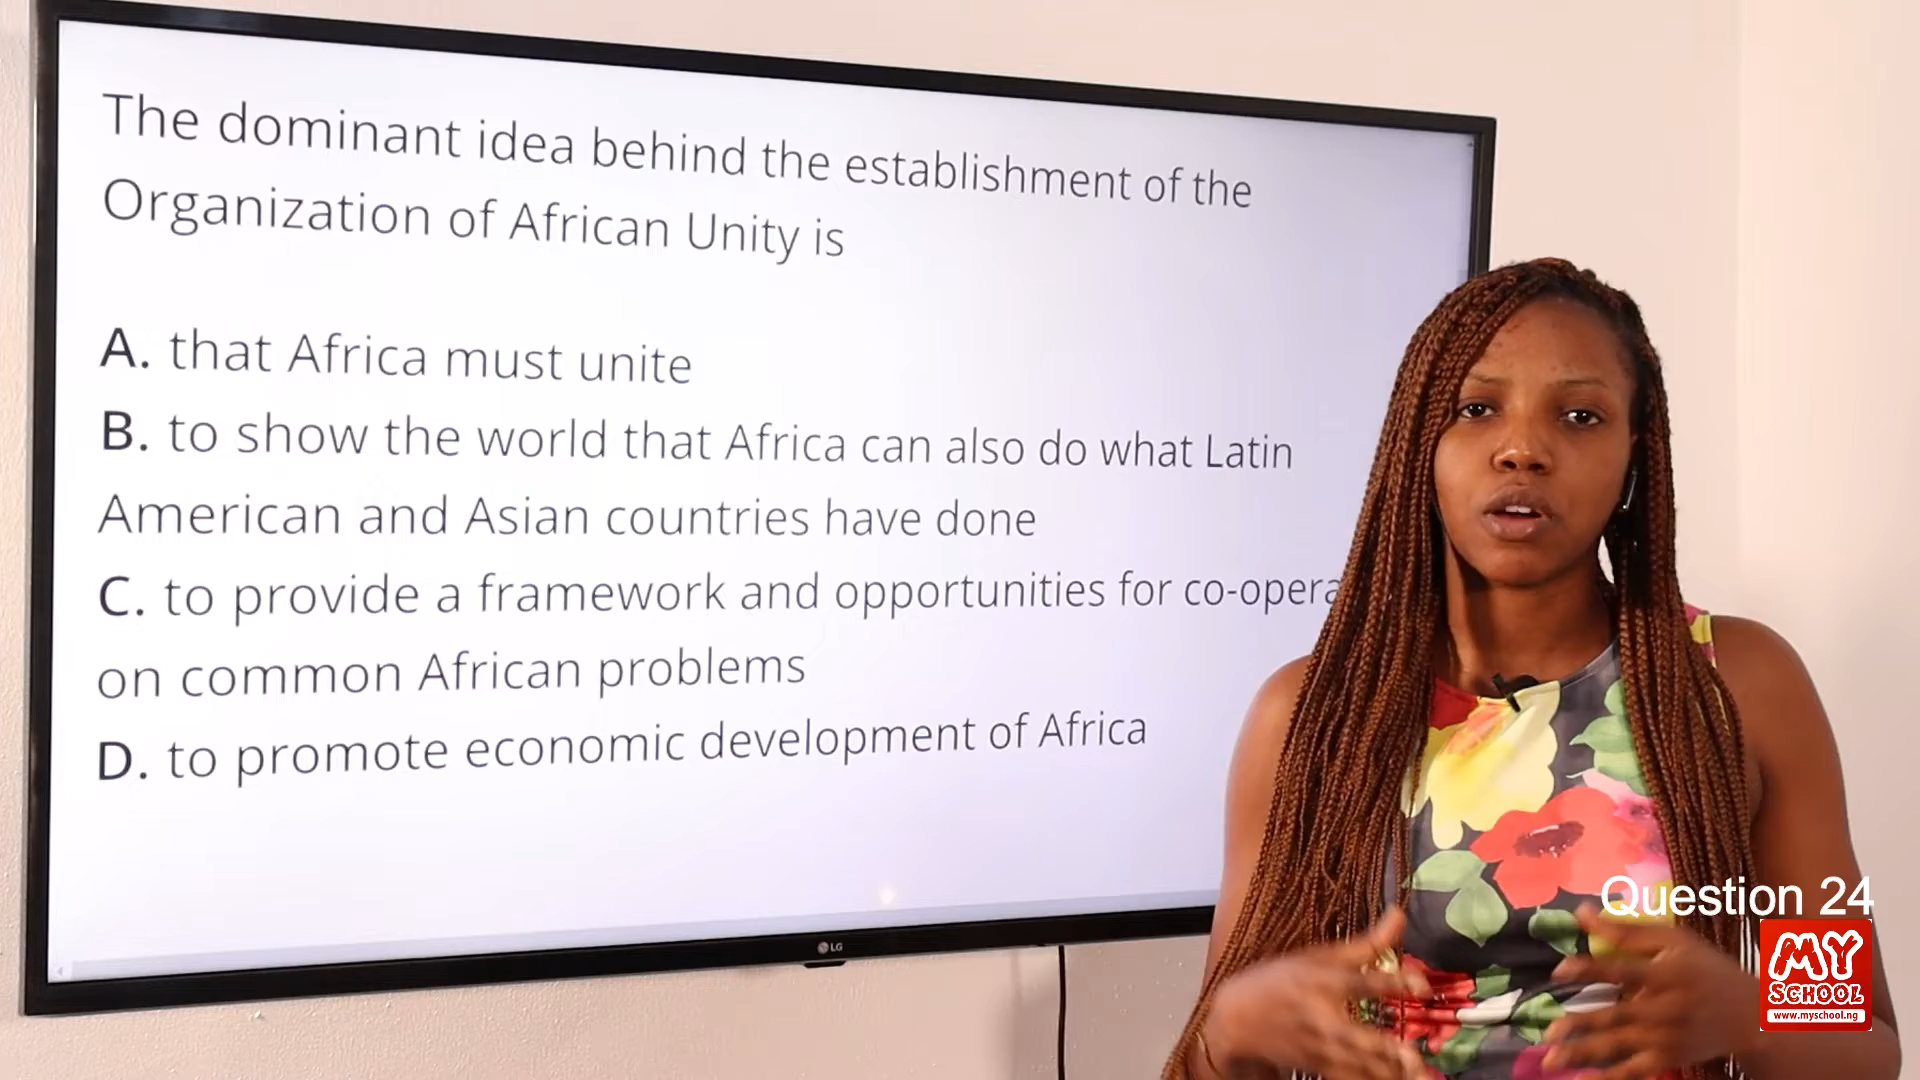 The dominant idea behind the establishment of the
Organization of African Unity is
A. that Africa must unite
B. to show the world that Africa can also do what Latin
American and Asian countries have done
C. to provide a framework and opportunities for co-opera
on common African problems
D. to promote economic development of Africa
LG
Question 24
MY
SCHOOL
www.myschool.ng